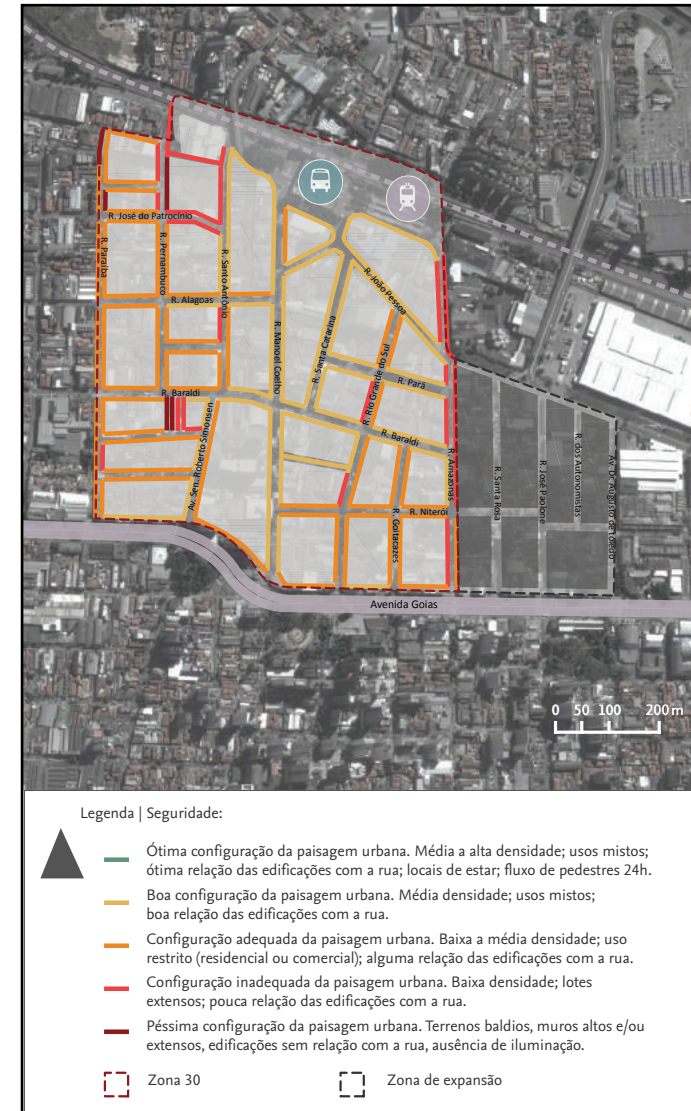 R. José do Patrocínio
R. Paraíba
R. Pernambuco
R. Santo Antônio
R. Alagoas
R. João Pessoa
R. Manoel Coelho
R. Santa Catarina
R. Rio Grande do Sul
R. Pará
R. Baraldi
R. Baraldi
Av. Sen. Roberto Simonsen
R. Amazonas
R. Niterói
R. Goitacazes
R. Santa Rosa
R. José Paolone
R. dos Autonomistas
Av. Dr. Augusto de Toledo
Avenida Goias
0 50 100 200 m
Legenda | Seguridade:
Ótima configuração da paisagem urbana. Média a alta densidade; usos mistos;
ótima relação das edificações com a rua; locais de estar; fluxo de pedestres 24h.
Boa configuração da paisagem urbana. Média densidade; usos mistos;
boa relação das edificações com a rua.
Configuração adequada da paisagem urbana. Baixa a média densidade; uso
restrito (residencial ou comercial); alguma relação das edificações com a rua.
Configuração inadequada da paisagem urbana. Baixa densidade; lotes
extensos; pouca relação das edificações com a rua.
Péssima configuração da paisagem urbana. Terrenos baldios, muros altos e/ou
extensos, edificações sem relação com a rua, ausência de iluminação.
Zona 30
Zona de expansão